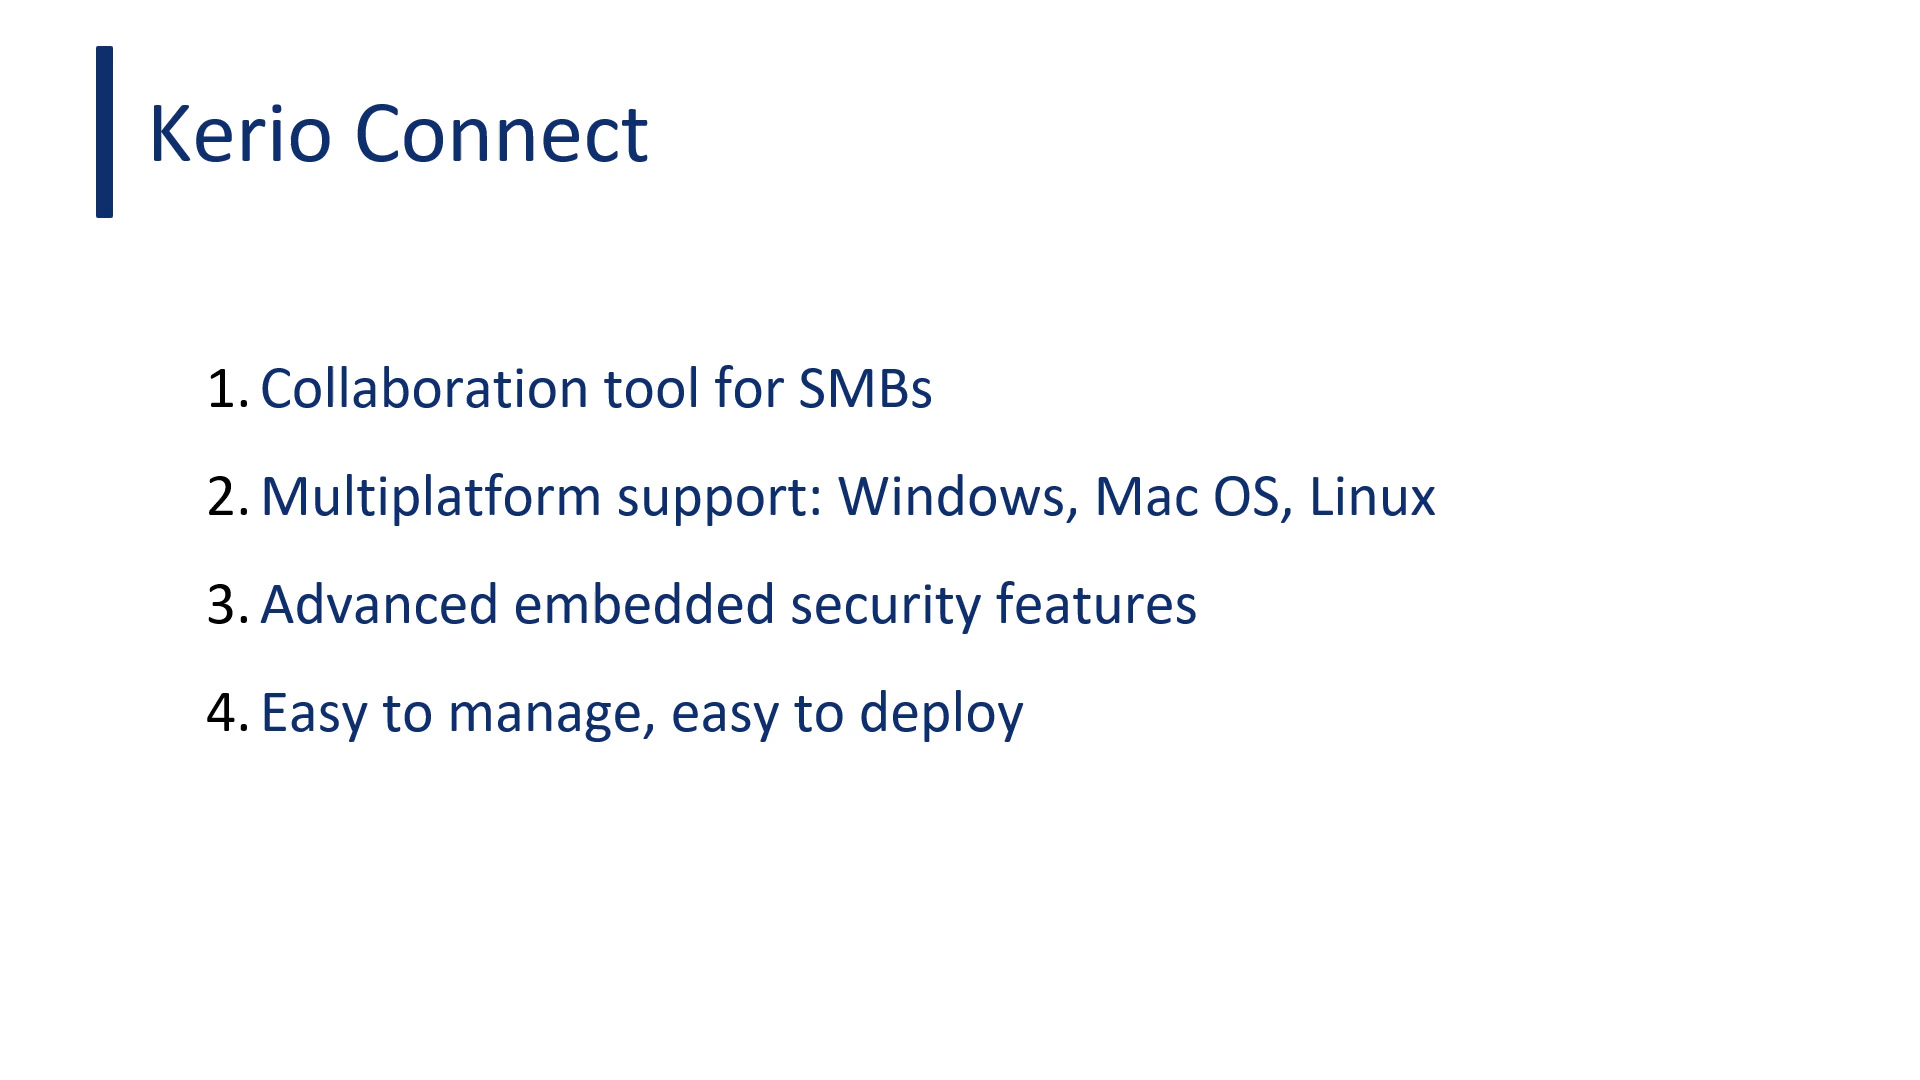 Kerio Connect
1. Collaboration tool for SMBs
2. Multiplatform support: Windows, Mac OS, Linux
3. Advanced embedded security features
4. Easy to manage, easy to deploy